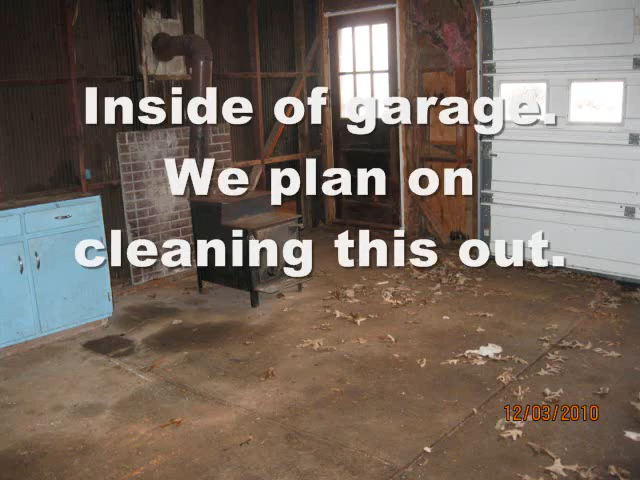 Inside of garage.
We plan on
cleaning this out.
12/03/2010